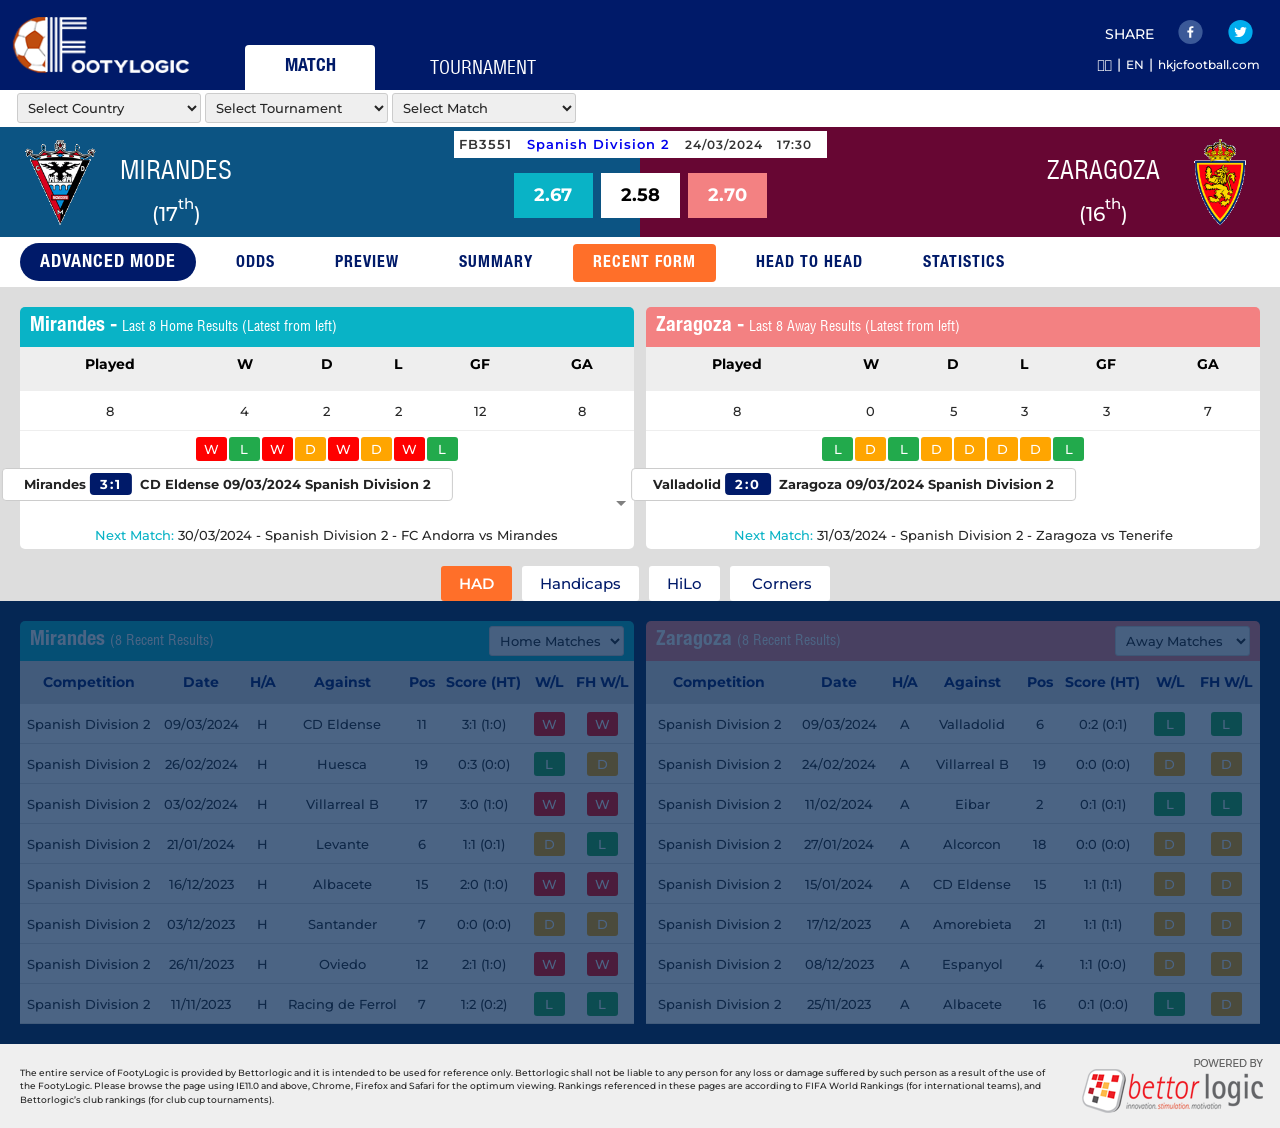 FOOTYLOGIC
MATCH
TOURNAMENT
SHARE
| EN | hkjcfootball.com
Select Country
Select Tournament
Select Match
FB3551 Spanish Division 2 24/03/2024 17:30
MIRANDES
(17th)
2.67 2.58 2.70
ZARAGOZA
(16th)
ADVANCED MODE ODDS PREVIEW SUMMARY RECENT FORM HEAD TO HEAD STATISTICS
Mirandes - Last 8 Home Results (Latest from left)
Played W D L GF GA
8 4 2 2 12 8
W L W D W D W L
Mirandes 3:1 CD Eldense 09/03/2024 Spanish Division 2
Next Match: 30/03/2024 - Spanish Division 2 - FC Andorra vs Mirandes
Zaragoza - Last 8 Away Results (Latest from left)
Played W D L GF GA
8 0 5 3 3 7
L D L D D D D L
Valladolid 2:0 Zaragoza 09/03/2024 Spanish Division 2
Next Match: 31/03/2024 - Spanish Division 2 - Zaragoza vs Tenerife
HAD Handicaps HiLo Corners
Mirandes (8 Recent Results) Home Matches
Competition Date H/A Against Pos Score (HT) W/L FH W/L
Spanish Division 2 09/03/2024 H CD Eldense 11 3:1 (1:0) W W
Spanish Division 2 26/02/2024 H Huesca 19 0:3 (0:0) L D
Spanish Division 2 03/02/2024 H Villarreal B 17 3:0 (1:0) W W
Spanish Division 2 21/01/2024 H Levante 6 1:1 (0:1) D L
Spanish Division 2 16/12/2023 H Albacete 15 2:0 (1:0) W W
Spanish Division 2 03/12/2023 H Santander 7 0:0 (0:0) D D
Spanish Division 2 26/11/2023 H Oviedo 12 2:1 (1:0) W W
Spanish Division 2 11/11/2023 H Racing de Ferrol 7 1:2 (0:2) L L
Zaragoza (8 Recent Results) Away Matches
Competition Date H/A Against Pos Score (HT) W/L FH W/L
Spanish Division 2 09/03/2024 A Valladolid 6 0:2 (0:1) L L
Spanish Division 2 24/02/2024 A Villarreal B 19 0:0 (0:0) D D
Spanish Division 2 11/02/2024 A Eibar 2 0:1 (0:1) L L
Spanish Division 2 27/01/2024 A Alcorcon 18 0:0 (0:0) D D
Spanish Division 2 15/01/2024 A CD Eldense 15 1:1 (1:1) D D
Spanish Division 2 17/12/2023 A Amorebieta 21 1:1 (1:1) D D
Spanish Division 2 08/12/2023 A Espanyol 4 1:1 (0:0) D D
Spanish Division 2 25/11/2023 A Albacete 16 0:1 (0:0) L D
The entire service of FootyLogic is provided by Bettorlogic and it is intended to be used for reference only. Bettorlogic shall not be liable to any person for any loss or damage suffered by such person as a result of the use of
the FootyLogic. Please browse the page using IE11.0 and above, Chrome, Firefox and Safari for the optimum viewing. Rankings referenced in these pages are according to FIFA World Rankings (for international teams), and
Bettorlogic's club rankings (for club cup tournaments).
POWERED BY
bettor logic
innovation.stimulation.motivation